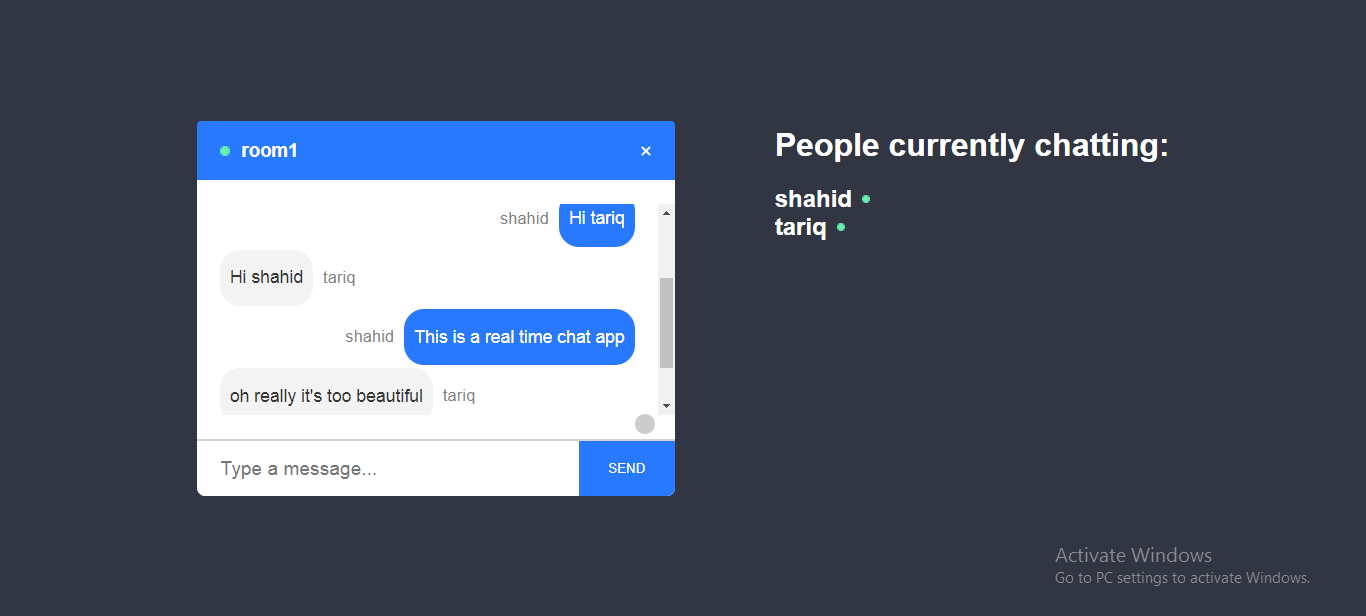 room1 ×
shahid Hi tariq
Hi shahid tariq
shahid This is a real time chat app
oh really it's too beautiful tariq
Type a message...
SEND
People currently chatting:
shahid
tariq
Activate Windows
Go to PC settings to activate Windows.